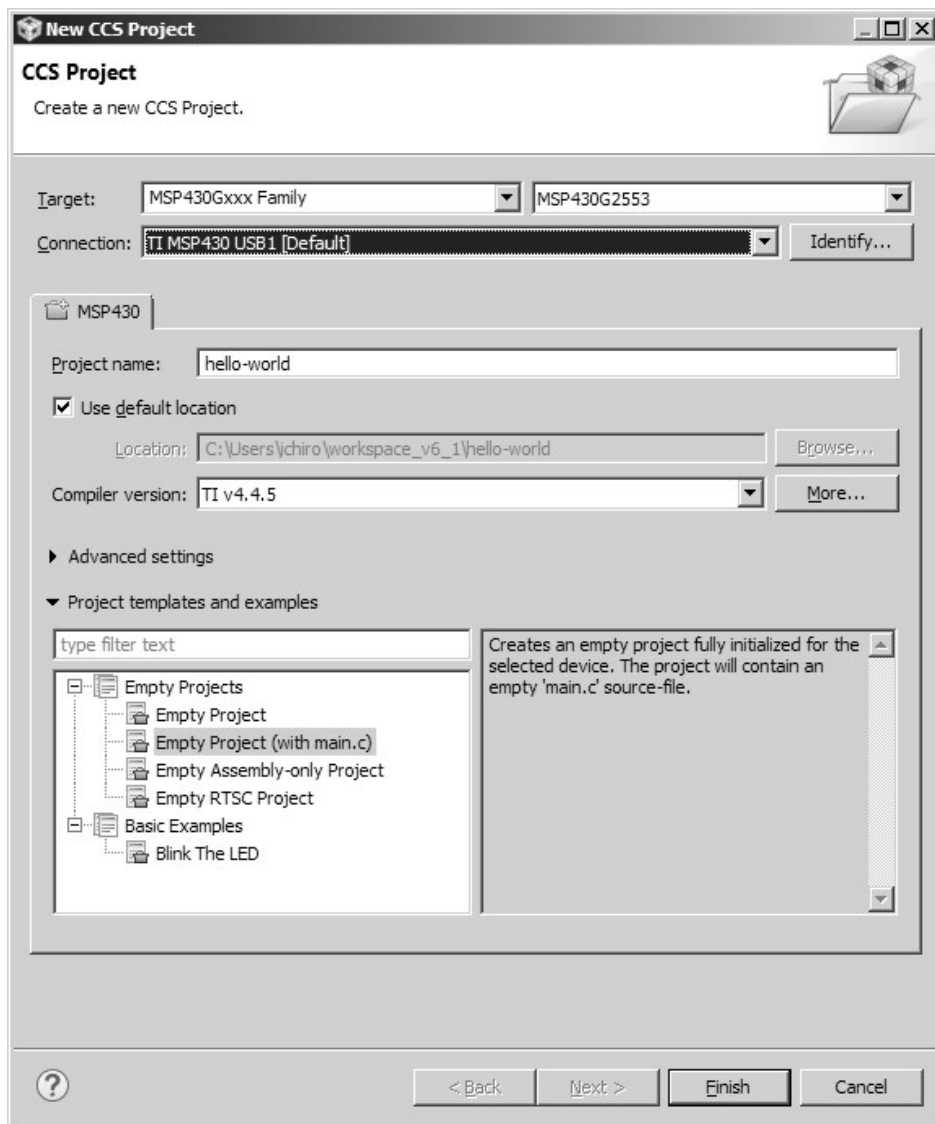 New CCS Project
CCS Project
Create a new CCS Project.
Target: MSP430Gxxx Family MSP430G2553
Connection: TI MSP430 USB1 [Default] Identify...
MSP430
Project name: hello-world
Use default location
Location: C:\Users\ichiro\workspace_v6_1\hello-world Browse...
Compiler version: TI v4.4.5 More...
Advanced settings
Project templates and examples
type filter text
Empty Projects
Empty Project
Empty Project (with main.c)
Empty Assembly-only Project
Empty RTSC Project
Basic Examples
Blink The LED
Creates an empty project fully initialized for the
selected device. The project will contain an
empty 'main.c' source-file.
? < Back Next > Finish Cancel